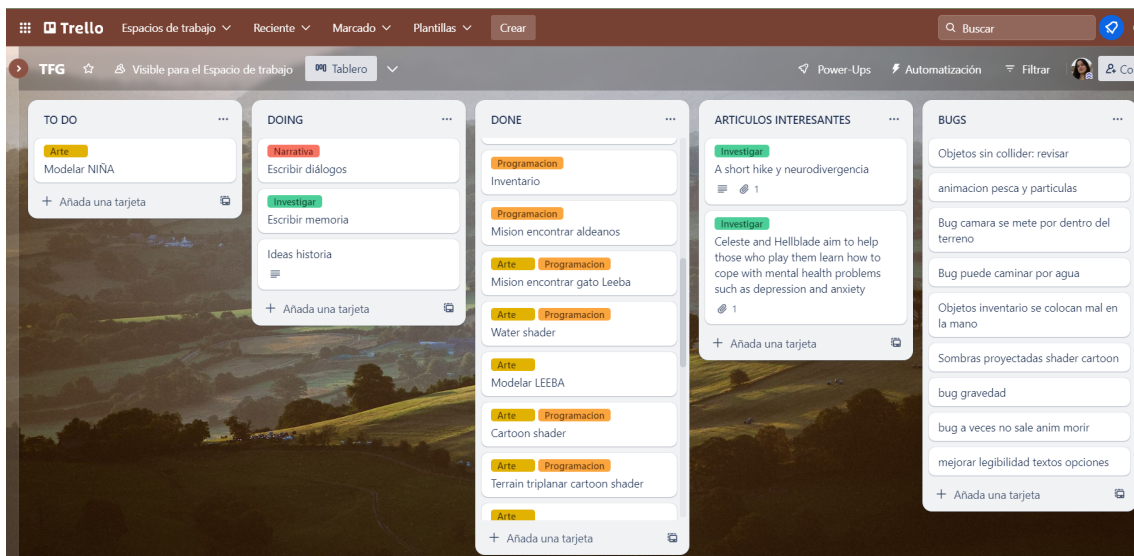 Trello
Espacios de trabajo
Reciente
Marcado
Plantillas
Crear
Buscar
TFG
Visible para el Espacio de trabajo
Tablero
Power-Ups
Automatización
Filtrar
Co
TO DO
Arte
Modelar NIÑA
Añada una tarjeta
DOING
Narrativa
Escribir diálogos
Investigar
Escribir memoria
Ideas historia
Añada una tarjeta
DONE
Programacion
Inventario
Programacion
Mision encontrar aldeanos
Arte Programacion
Mision encontrar gato Leeba
Arte Programacion
Water shader
Arte
Modelar LEEBA
Arte Programacion
Cartoon shader
Arte Programacion
Terrain triplanar cartoon shader
Arte
Añada una tarjeta
ARTICULOS INTERESANTES
Investigar
A short hike y neurodivergencia
1
Investigar
Celeste and Hellblade aim to help
those who play them learn how to
cope with mental health problems
such as depression and anxiety
1
Añada una tarjeta
BUGS
Objetos sin collider: revisar
animacion pesca y particulas
Bug camara se mete por dentro del
terreno
Bug puede caminar por agua
Objetos inventario se colocan mal en
la mano
Sombras proyectadas shader cartoon
bug gravedad
bug a veces no sale anim morir
mejorar legibilidad textos opciones
Añada una tarjeta